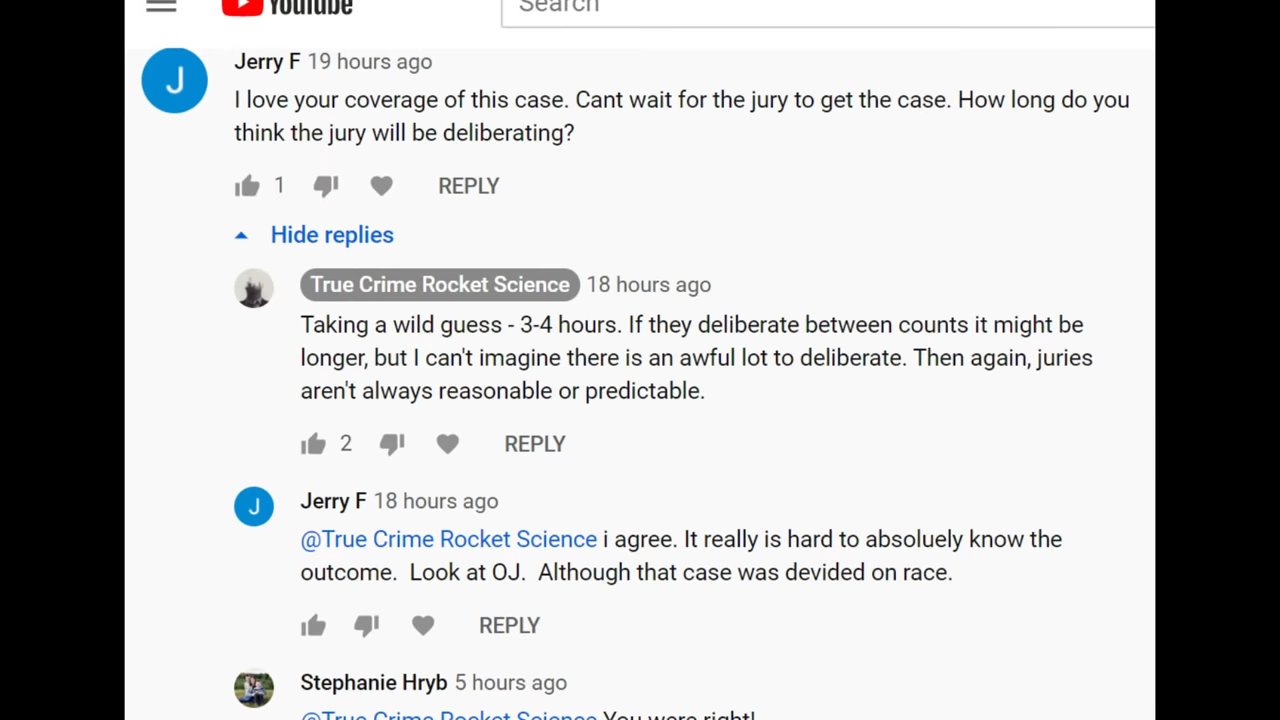 YouTube
Search
Jerry F 19 hours ago
I love your coverage of this case. Cant wait for the jury to get the case. How long do you
think the jury will be deliberating?
1 REPLY
Hide replies
True Crime Rocket Science 18 hours ago
Taking a wild guess - 3-4 hours. If they deliberate between counts it might be
longer, but I can't imagine there is an awful lot to deliberate. Then again, juries
aren't always reasonable or predictable.
2 REPLY
J
Jerry F 18 hours ago
@True Crime Rocket Science i agree. It really is hard to absoluely know the
outcome. Look at OJ. Although that case was devided on race.
REPLY
Stephanie Hryb 5 hours ago
@True Crime Rocket Science You were right!
J